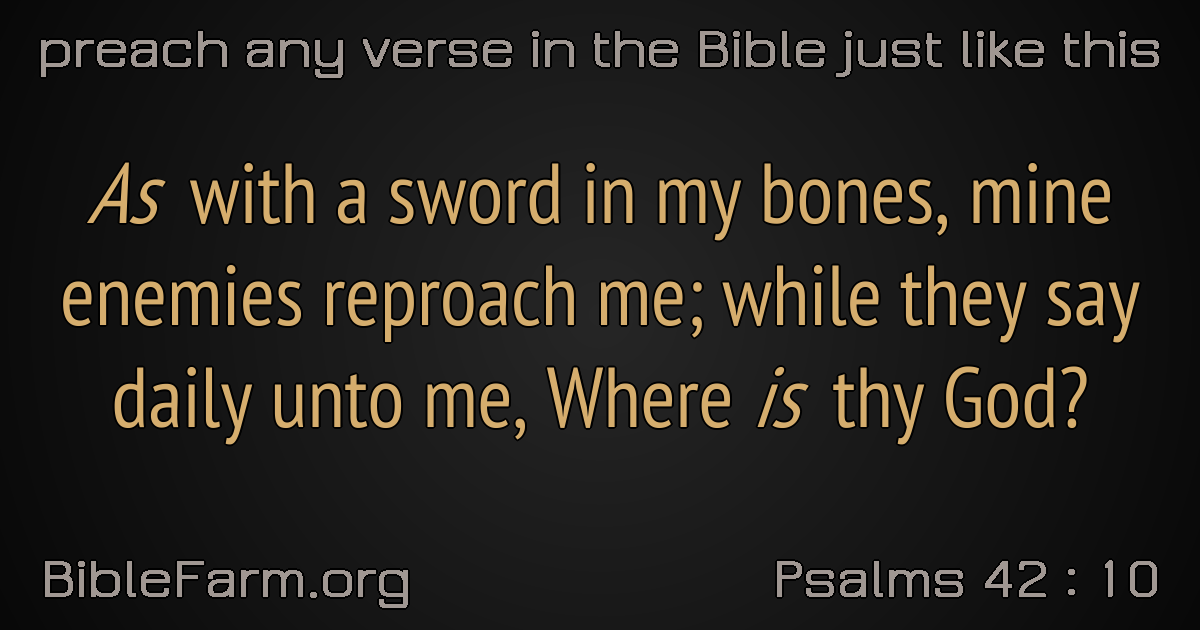 preach any verse in the Bible just like this
As with a sword in my bones, mine
enemies reproach me; while they say
daily unto me, Where is thy God?
BibleFarm.org
Psalms 42 : 10